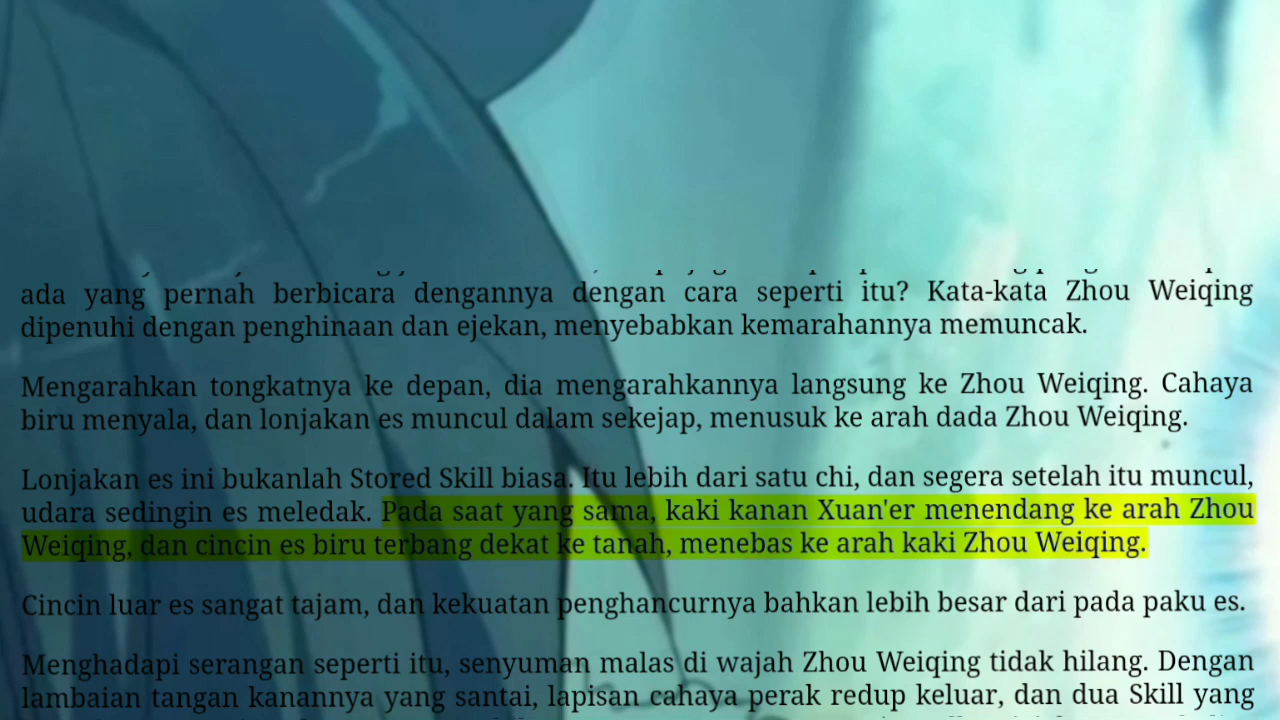 ada yang pernah berbicara dengannya dengan cara seperti itu? Kata-kata Zhou Weiqing
dipenuhi dengan penghinaan dan ejekan, menyebabkan kemarahannya memuncak.
Mengarahkan tongkatnya ke depan, dia mengarahkannya langsung ke Zhou Weiqing. Cahaya
biru menyala, dan lonjakan es muncul dalam sekejap, menusuk ke arah dada Zhou Weiqing.
Lonjakan es ini bukanlah Stored Skill biasa. Itu lebih dari satu chi, dan segera setelah itu muncul,
udara sedingin es meledak. Pada saat yang sama, kaki kanan Xuan'er menendang ke arah Zhou
Weiqing, dan cincin es biru terbang dekat ke tanah, menebas ke arah kaki Zhou Weiqing.
Cincin luar es sangat tajam, dan kekuatan penghancurnya bahkan lebih besar dari pada paku es.
Menghadapi serangan seperti itu, senyuman malas di wajah Zhou Weiqing tidak hilang. Dengan
lambaian tangan kanannya yang santai, lapisan cahaya perak redup keluar, dan dua Skill yang